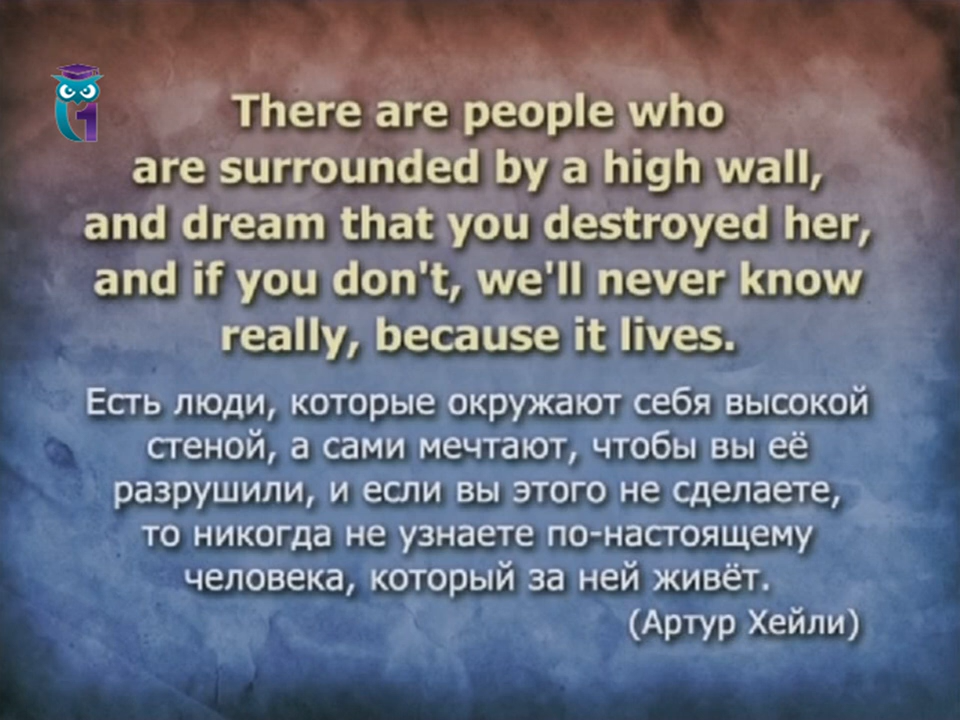 There are people who
are surrounded by a high wall,
and dream that you destroyed her,
and if you don't, we'll never know
really, because it lives.
Есть люди, которые окружают себя высокой
стеной, а сами мечтают, чтобы вы её
разрушили, и если вы этого не сделаете,
то никогда не узнаете по-настоящему
человека, который за ней живёт.
(Артур Хейли)